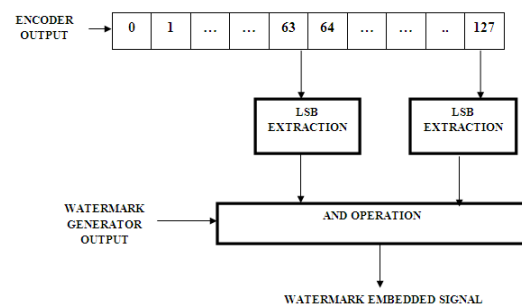 ENCODER
OUTPUT
0 1 ... ... 63 64 ... ... .. 127
LSB
EXTRACTION
LSB
EXTRACTION
WATERMARK
GENERATOR
OUTPUT
AND OPERATION
WATERMARK EMBEDDED SIGNAL